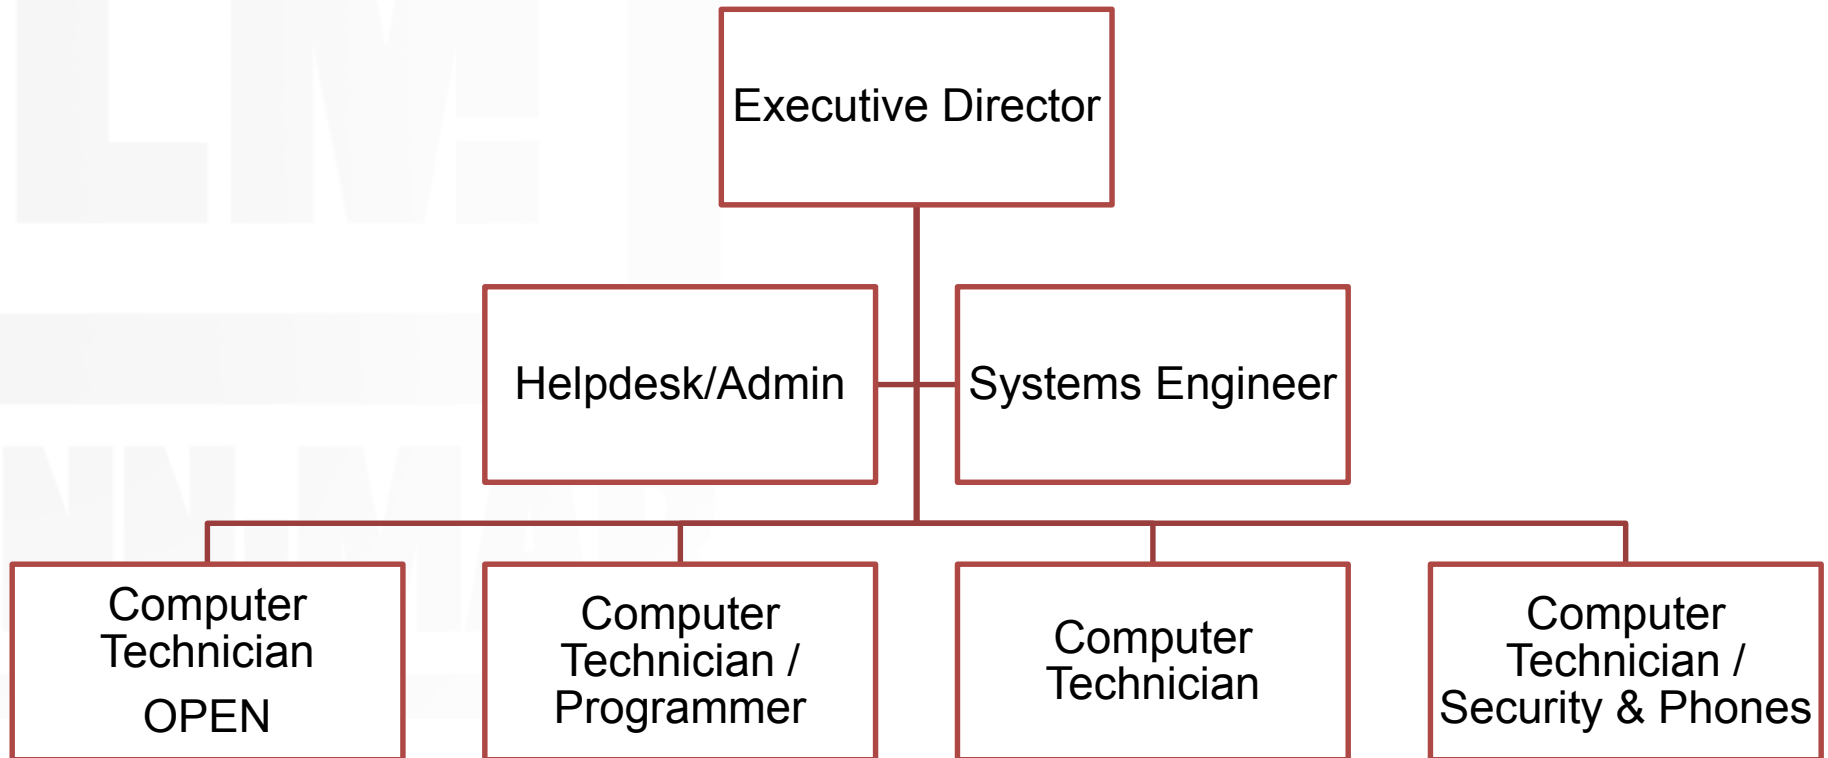 Executive Director
Helpdesk/Admin
Systems Engineer
Computer
Technician
OPEN
Computer
Technician /
Programmer
Computer
Technician
Computer
Technician /
Security & Phones